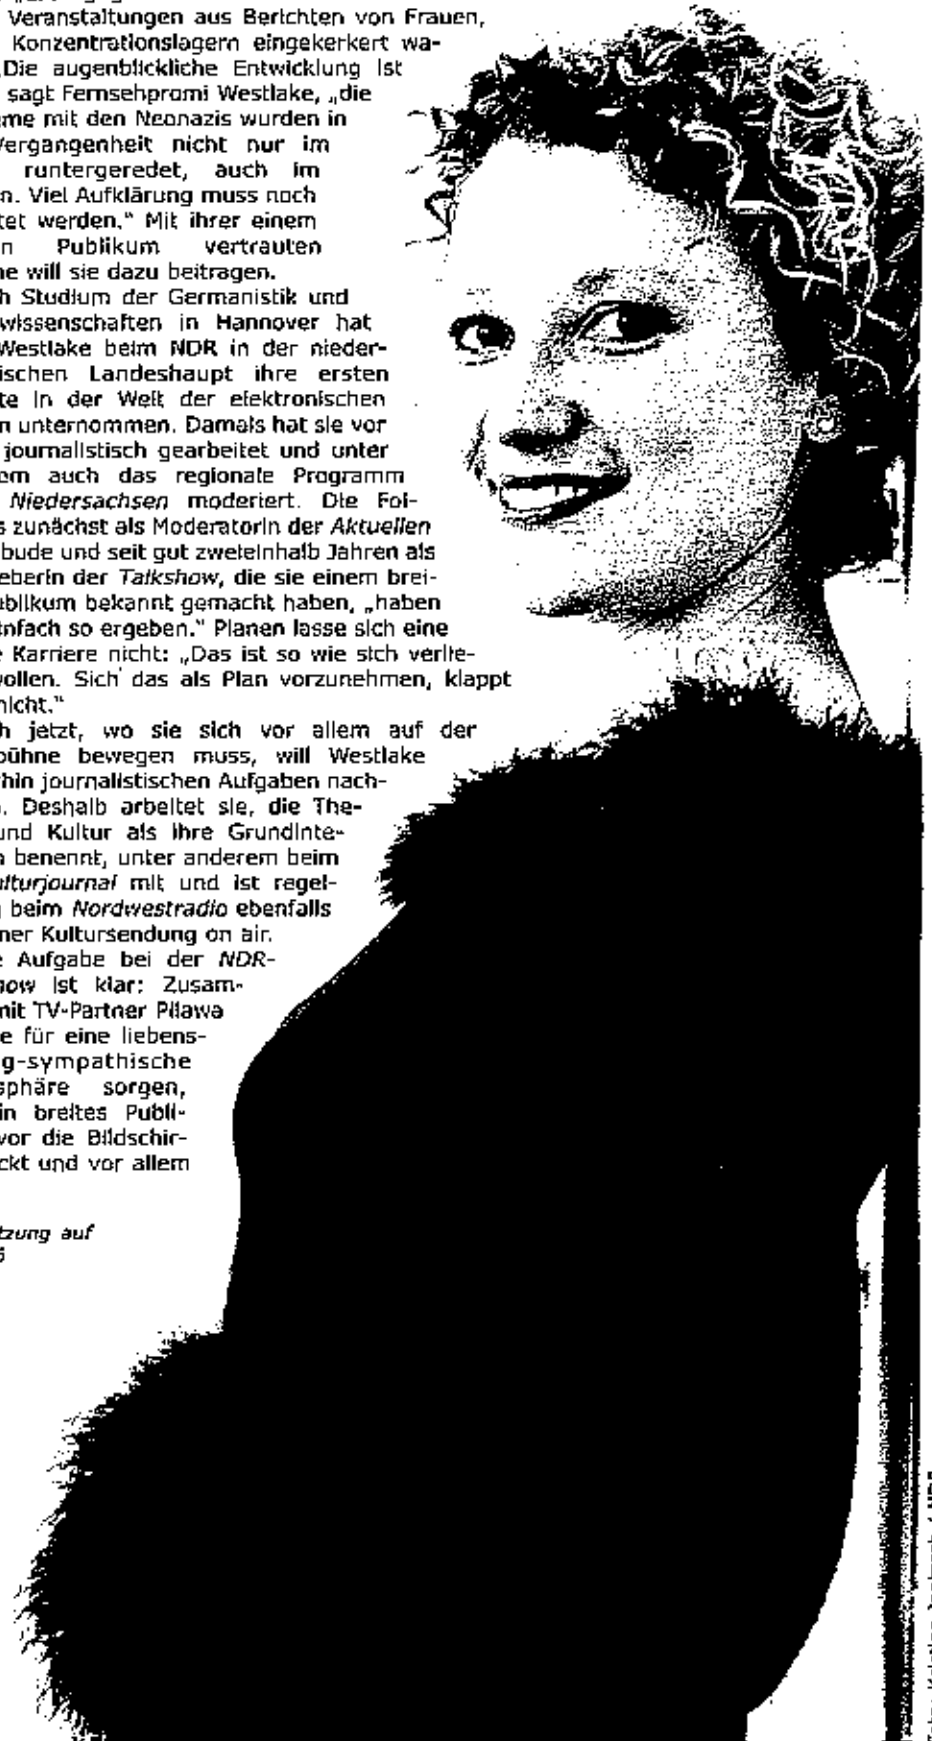 Veranstaltungen aus Berichten von Frauen,
Konzentrationslagern eingekerkert wa-
„Die augenblickliche Entwicklung ist
sagt Fernsehpromi Westlake, „die
me mit den Neonazis wurden in
Vergangenheit nicht nur im
runtergeredet, auch im
n. Viel Aufklärung muss noch
tet werden.“ Mit ihrer einem
n Publikum vertrauten
ne will sie dazu beitragen.
h Studium der Germanistik und
wissenschaften in Hannover hat
Westlake beim NDR in der nieder-
ischen Landeshaupt ihre ersten
te in der Welt der elektronischen
n unternommen. Damals hat sie vor
journalistisch gearbeitet und unter
em auch das regionale Programm
Niedersachsen moderiert. Die Fol-
s zunächst als Moderatorin der Aktuellen
bude und seit gut zweieinhalb Jahren als
eberin der Talkshow, die sie einem brei-
ublikum bekannt gemacht haben, „haben
infach so ergeben.“ Planen lasse sich eine
e Karriere nicht: „Das ist so wie sich verlie-
wollen. Sich das als Plan vorzunehmen, klappt
nicht.“
h jetzt, wo sie sich vor allem auf der
bühne bewegen muss, will Westlake
hin journalistischen Aufgaben nach-
. Deshalb arbeitet sie, die The-
und Kultur als ihre Grundinte-
n benennt, unter anderem beim
ulturjournal mit und ist regel-
g beim Nordwestradio ebenfalls
ner Kultursendung on air.
e Aufgabe bei der NDR-
how ist klar: Zusam-
mit TV-Partner Pilawa
e für eine liebens-
g-sympathische
sphäre sorgen,
in breites Publi-
vor die Bildschir-
ckt und vor allem
tzung auf